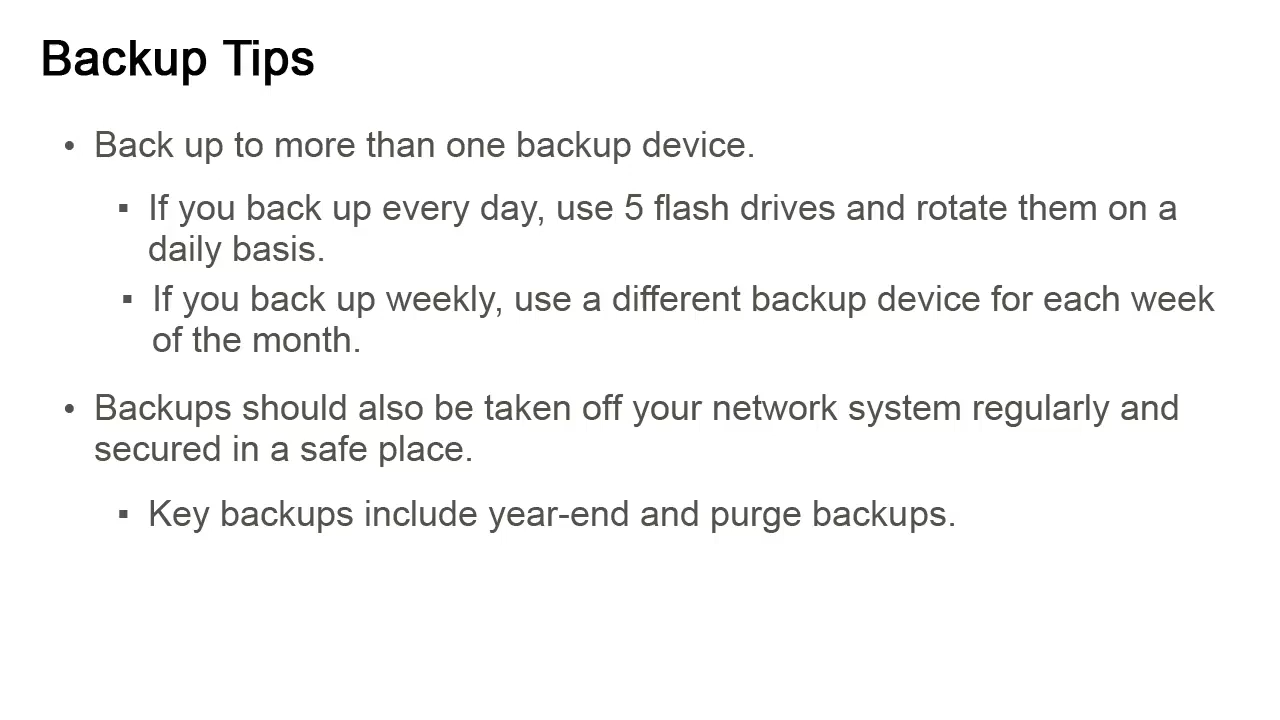 Backup Tips
• Back up to more than one backup device.
▪ If you back up every day, use 5 flash drives and rotate them on a
daily basis.
▪ If you back up weekly, use a different backup device for each week
of the month.
• Backups should also be taken off your network system regularly and
secured in a safe place.
▪ Key backups include year-end and purge backups.